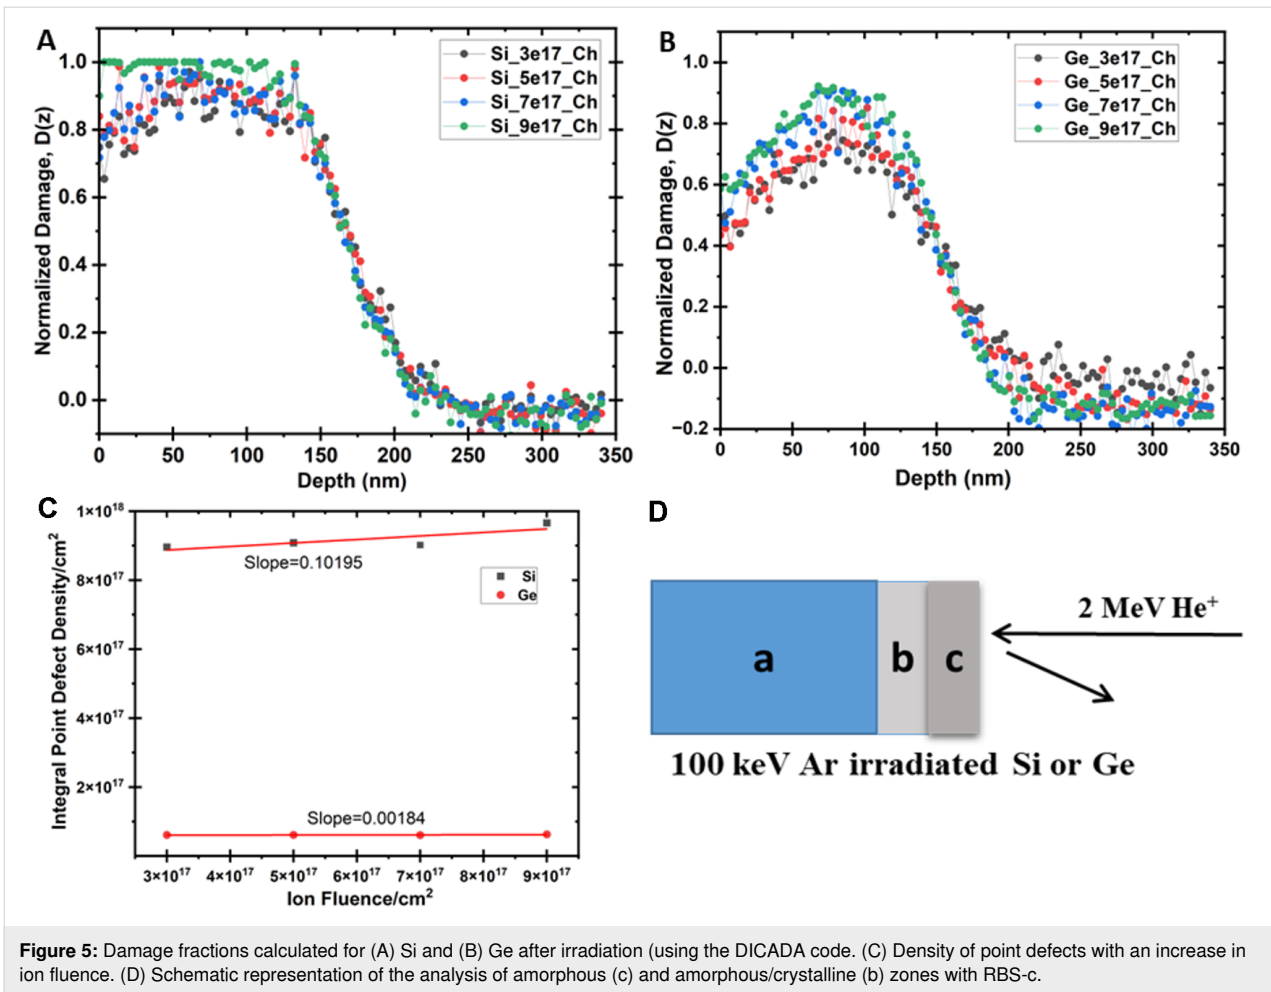 A
Si_3e17_Ch
Si_5e17_Ch
Si_7e17_Ch
Si_9e17_Ch
Normalized Damage, D(z)
1.0
0.8
0.6
0.4
0.2
0.0
0 50 100 150 200 250 300 350
Depth (nm)
B
Ge_3e17_Ch
Ge_5e17_Ch
Ge_7e17_Ch
Ge_9e17_Ch
Normalized Damage, D(z)
1.0
0.8
0.6
0.4
0.2
0.0
−0.2
0 50 100 150 200 250 300 350
Depth (nm)
C
Integral Point Defect Density/cm²
1×10¹⁸
8×10¹⁷
6×10¹⁷
4×10¹⁷
2×10¹⁷
Slope=0.10195
Si
Ge
Slope=0.00184
3×10¹⁷ 4×10¹⁷ 5×10¹⁷ 6×10¹⁷ 7×10¹⁷ 8×10¹⁷ 9×10¹⁷
Ion Fluence/cm²
D
2 MeV He⁺
a b c
100 keV Ar irradiated Si or Ge
Figure 5: Damage fractions calculated for (A) Si and (B) Ge after irradiation (using the DICADA code. (C) Density of point defects with an increase in
ion fluence. (D) Schematic representation of the analysis of amorphous (c) and amorphous/crystalline (b) zones with RBS-c.